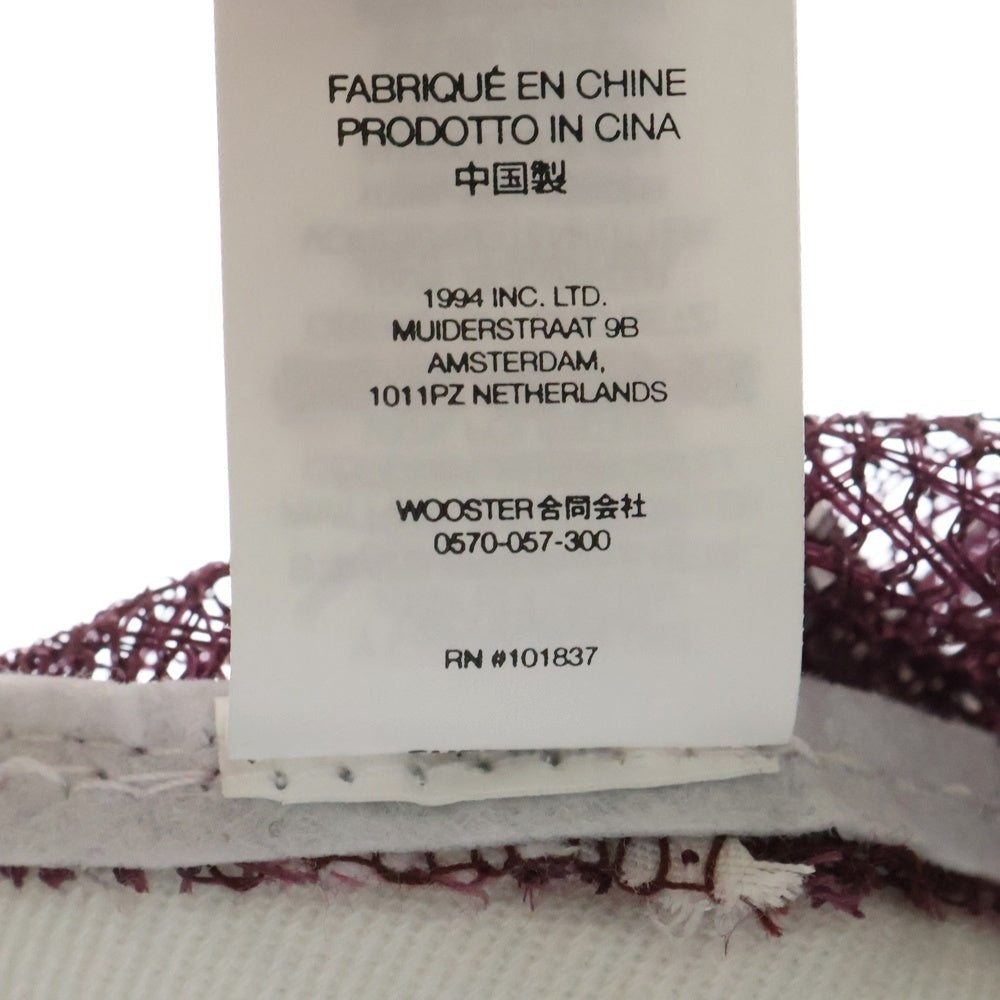 FABRIQUÉ EN CHINE
PRODOTTO IN CINA
中国製
1994 INC. LTD.
MUIDERSTRAAT 9B
AMSTERDAM,
1011PZ NETHERLANDS
WOOSTER合同会社
0570-057-300
RN #101837